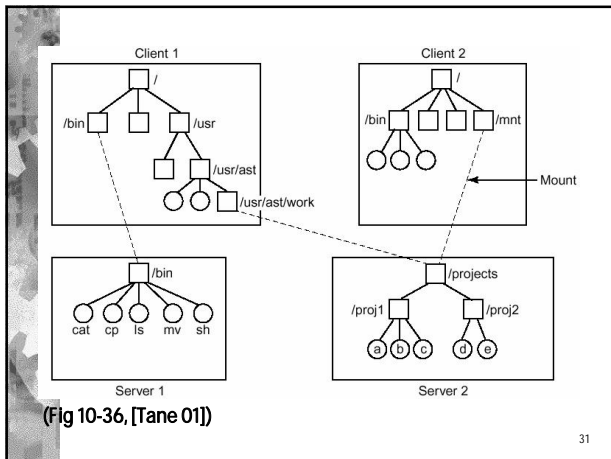 Client 1
Client 2
/
/
/bin
/usr
/bin
/mnt
/usr/ast
Mount
/usr/ast/work
/bin
/projects
cat cp ls mv sh
/proj1
/proj2
a b c d e
Server 1
Server 2
(Fig 10-36, [Tane 01])
31